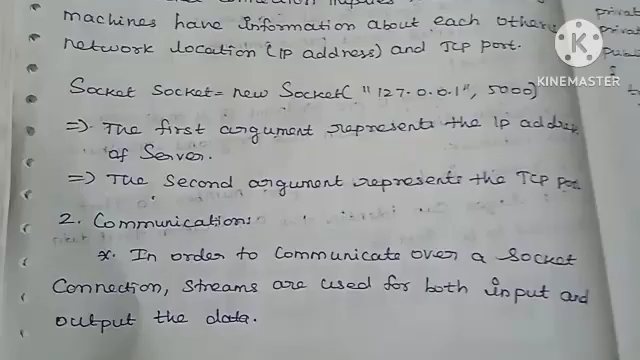 machines have information about each others
network location (IP address) and TCP port.
Socket Socket = new Socket( "127.0.0.1", 5000)
=> The first argument represents the IP address
of Server.
=> The Second argument represents the TCP Port
2. Communication:
*. In order to Communicate over a Socket
Connection, Streams are used for both input and
output the data.
privat
privat
K
KINEMASTER